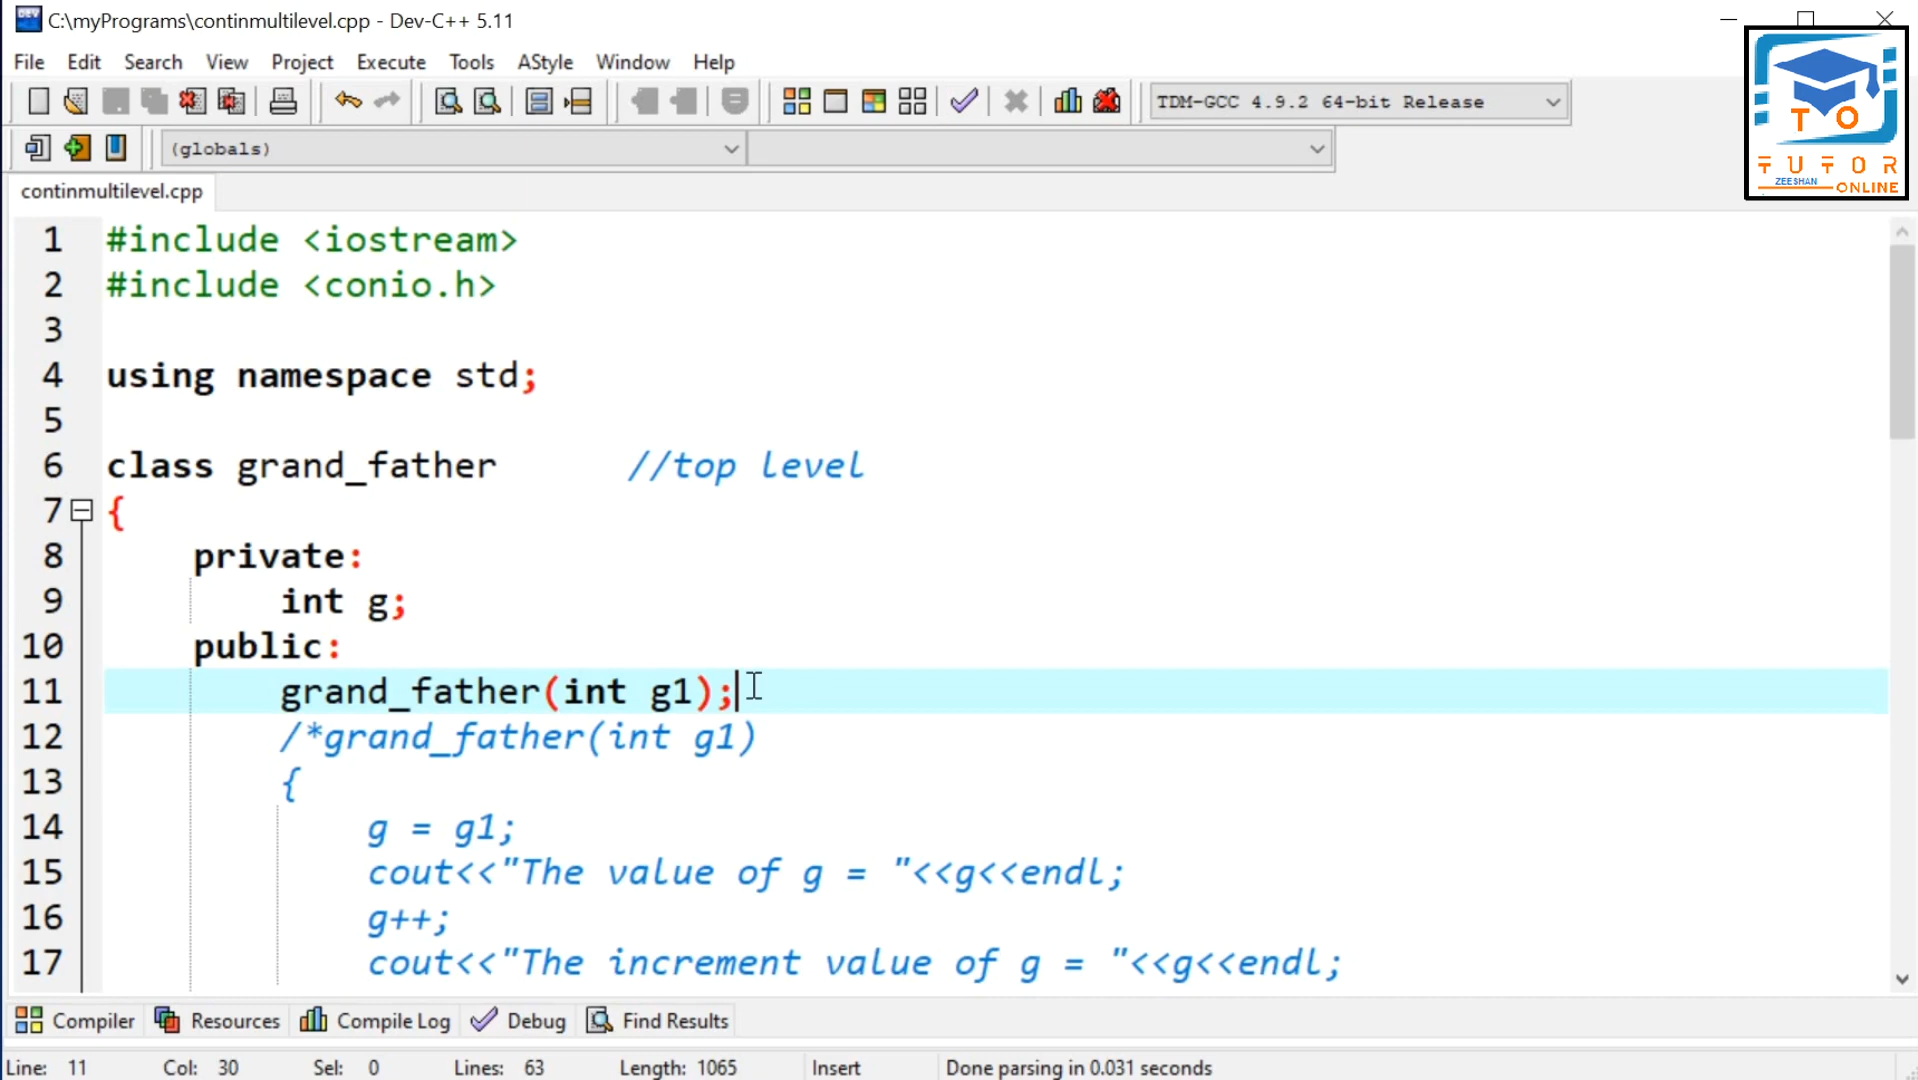 C:\myPrograms\continmultilevel.cpp - Dev-C++ 5.11
File Edit Search View Project Execute Tools AStyle Window Help
TDM-GCC 4.9.2 64-bit Release
(globals)
T O
TUTOR
ZEESHAN ONLINE
continmultilevel.cpp
1 #include <iostream>
2 #include <conio.h>
3
4 using namespace std;
5
6 class grand_father //top level
7 {
8 private:
9 int g;
10 public:
11 grand_father(int g1);
12 /*grand_father(int g1)
13 {
14 g = g1;
15 cout<<"The value of g = "<<g<<endl;
16 g++;
17 cout<<"The increment value of g = "<<g<<endl;
Compiler Resources Compile Log Debug Find Results
Line: 11 Col: 30 Sel: 0 Lines: 63 Length: 1065 Insert Done parsing in 0.031 seconds